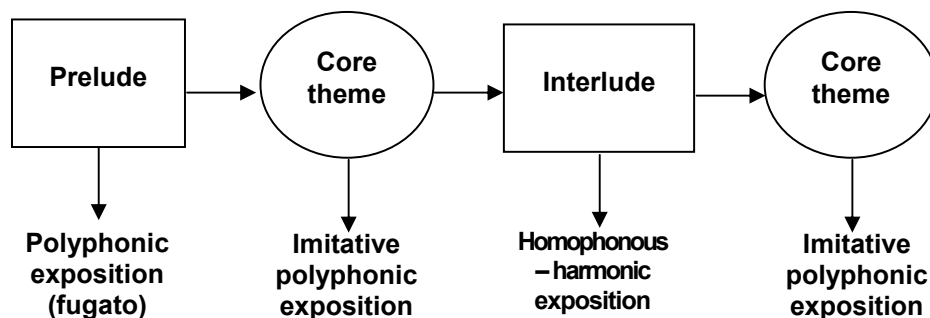 Prelude
Core
theme
Interlude
Core
theme
Polyphonic
exposition
(fugato)
Imitative
polyphonic
exposition
Homophonous
– harmonic
exposition
Imitative
polyphonic
exposition